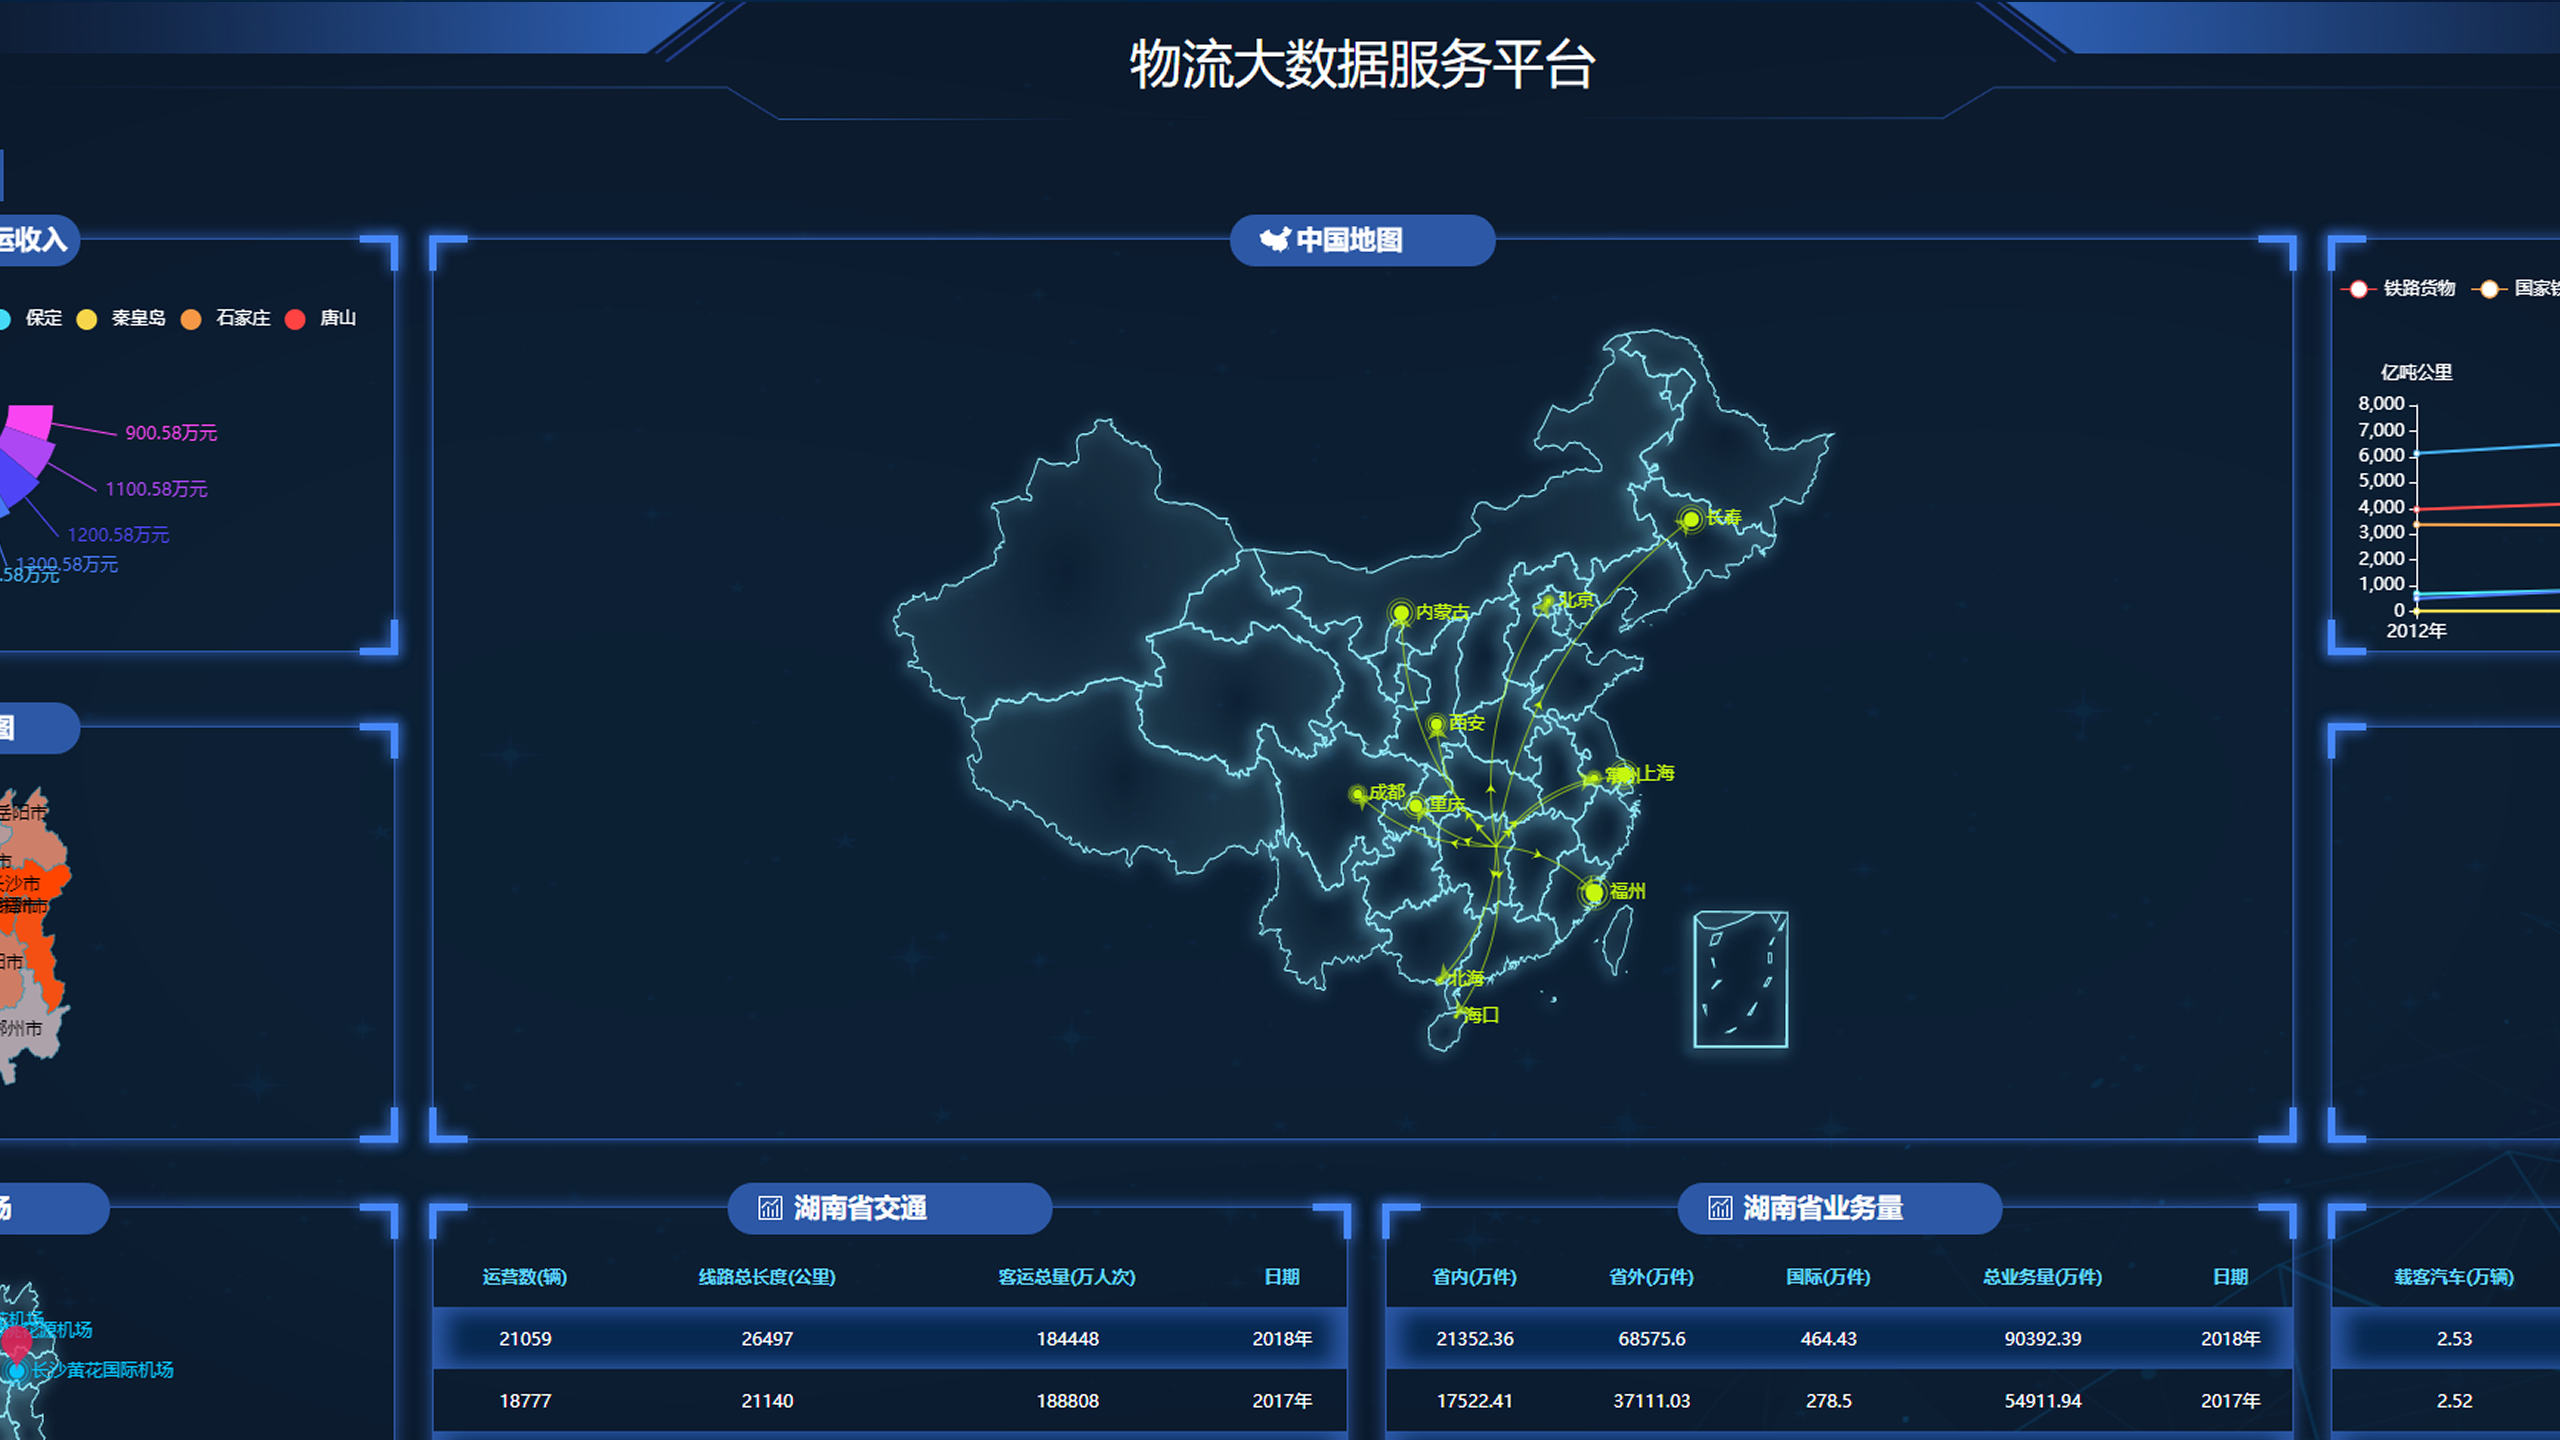 物流大数据服务平台
运收入
中国地图
保定 秦皇岛 石家庄 唐山
铁路货物 国家铁
900.58万元
1100.58万元
1200.58万元
1300.58万元
.58万元
亿吨公里
8,000
7,000
6,000
5,000
4,000
3,000
2,000
1,000
0
2012年
长春
北京
内蒙古
西安
上海
成都
重庆
福州
北海
海口
图
岳阳市
市
长沙市
阳市
郴州市
场
桃花源机场
长沙黄花国际机场
湖南省交通
运营数(辆) 线路总长度(公里) 客运总量(万人次) 日期
21059 26497 184448 2018年
18777 21140 188808 2017年
湖南省业务量
省内(万件) 省外(万件) 国际(万件) 总业务量(万件) 日期
21352.36 68575.6 464.43 90392.39 2018年
17522.41 37111.03 278.5 54911.94 2017年
载客汽车(万辆)
2.53
2.52